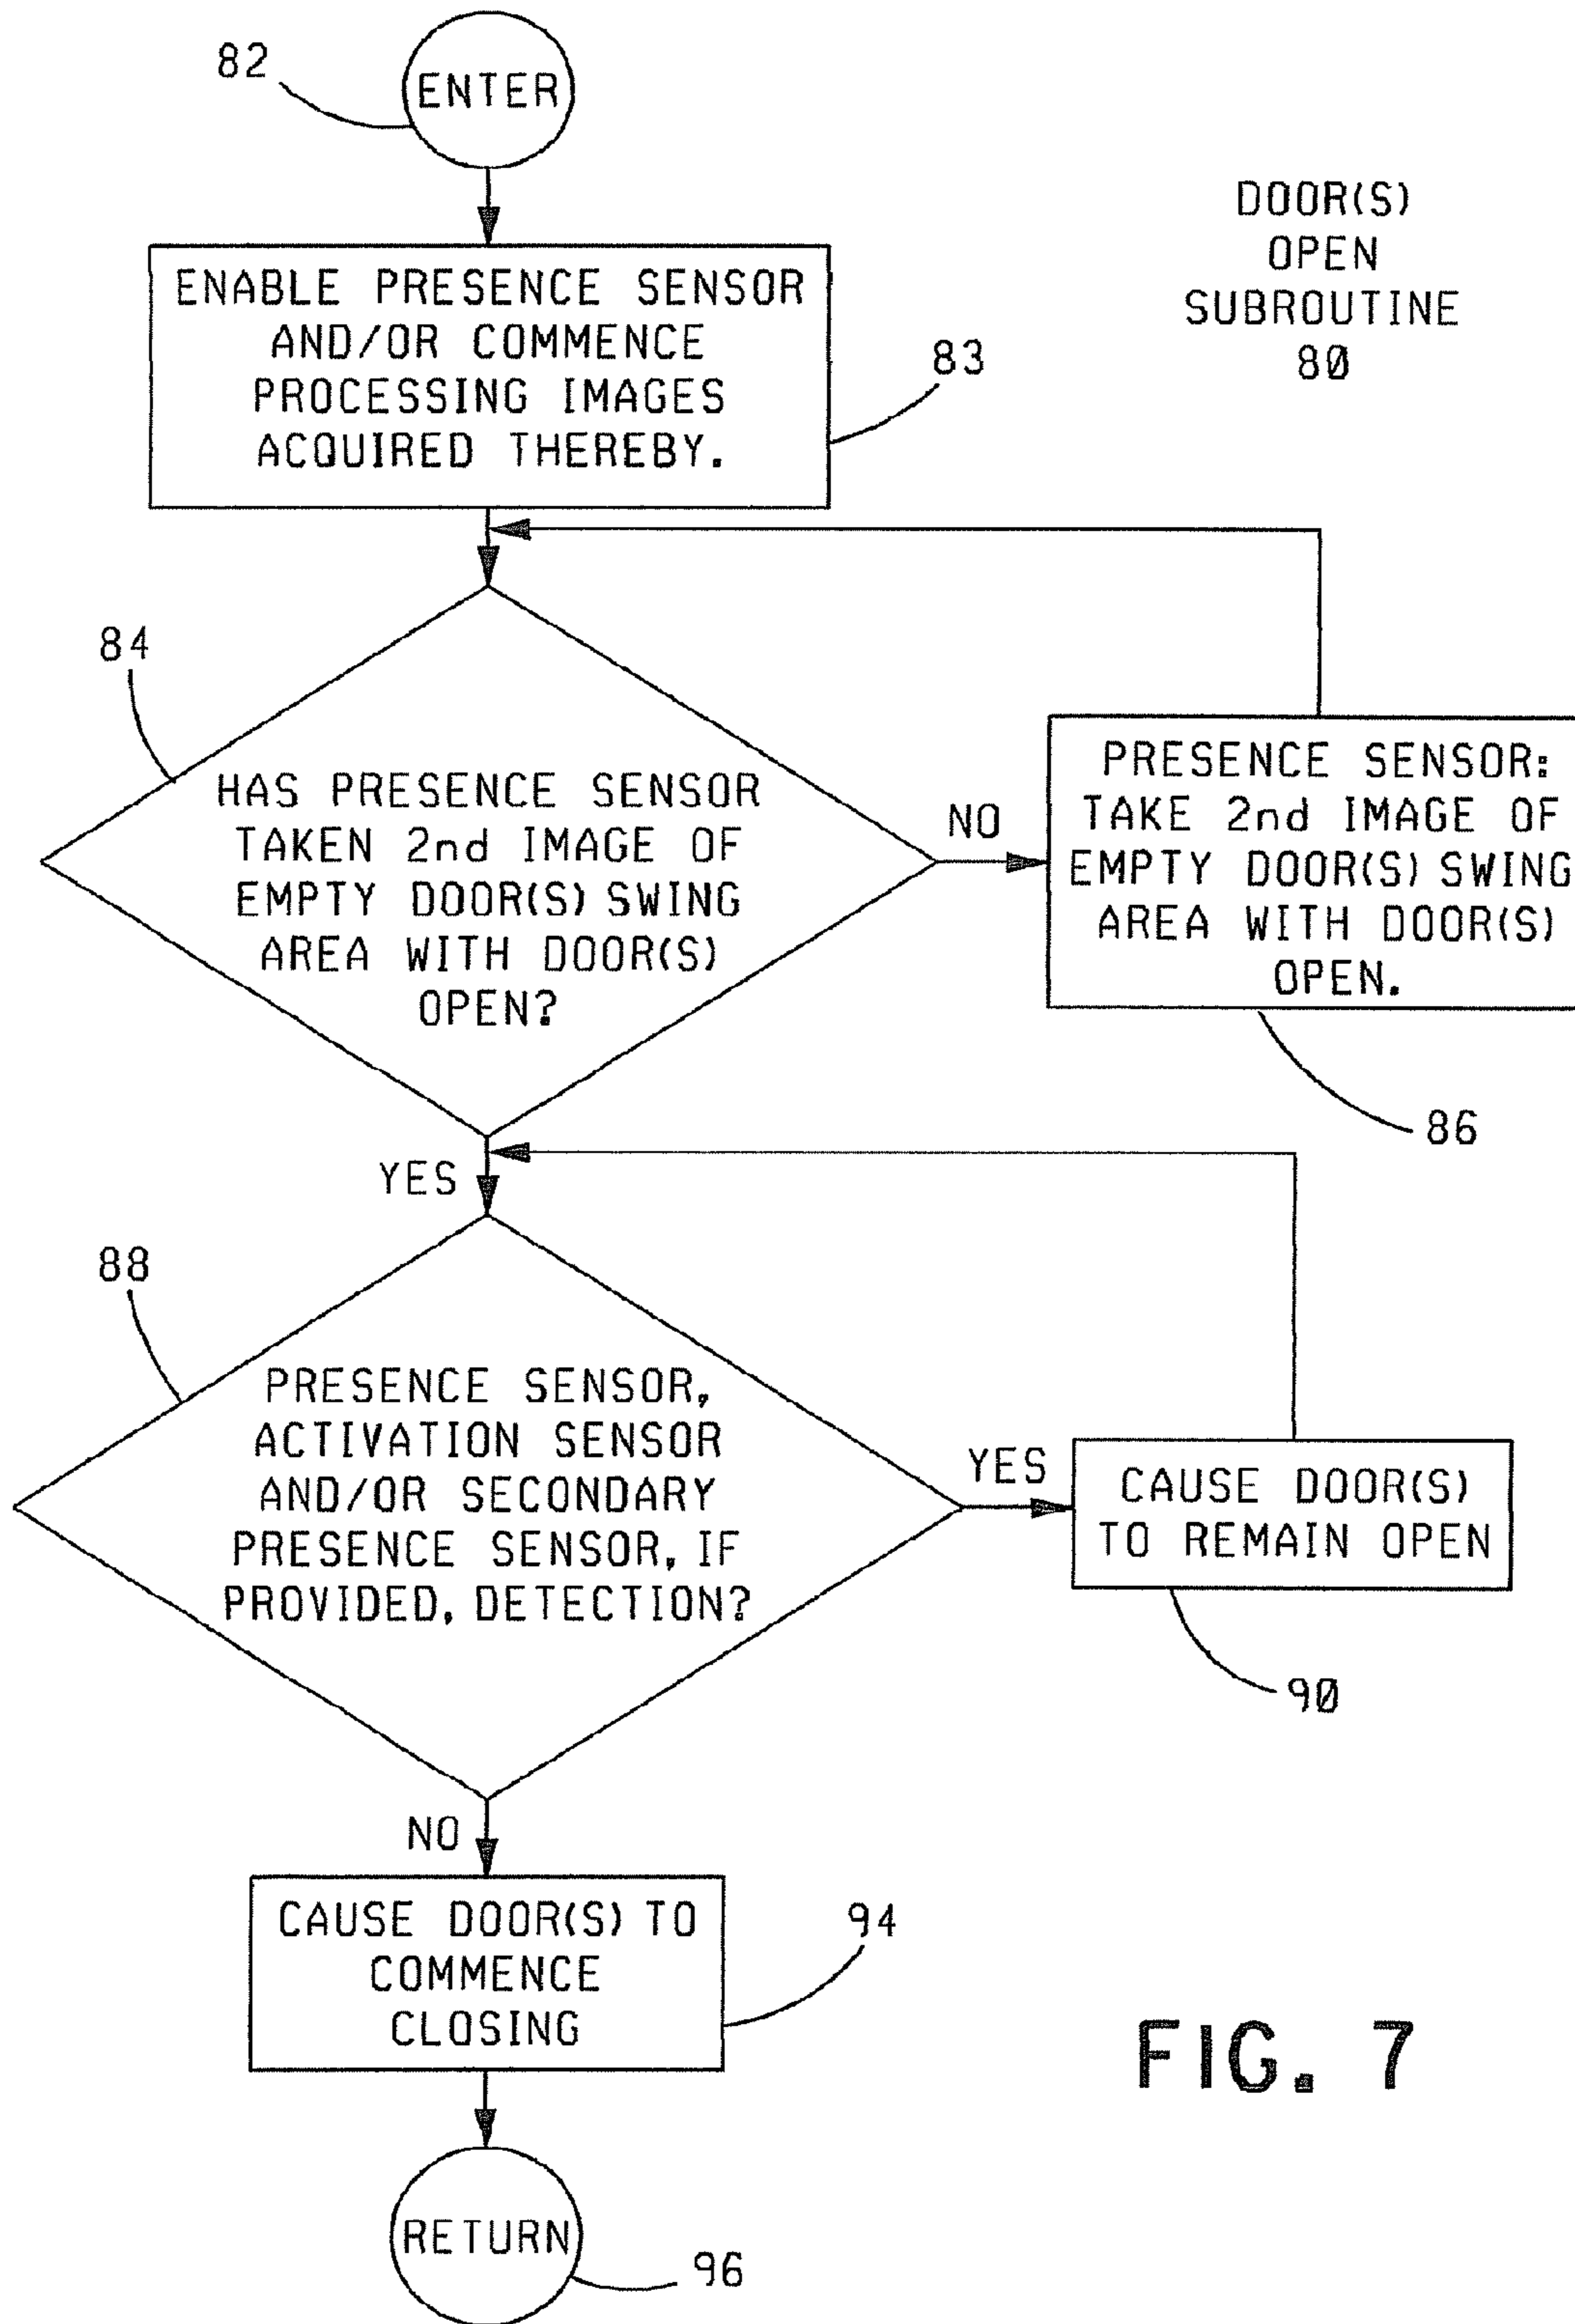 82
ENTER
DOOR(S)
OPEN
SUBROUTINE
80
ENABLE PRESENCE SENSOR
AND/OR COMMENCE
PROCESSING IMAGES
ACQUIRED THEREBY.
83
84
HAS PRESENCE SENSOR
TAKEN 2nd IMAGE OF
EMPTY DOOR(S) SWING
AREA WITH DOOR(S)
OPEN?
NO
PRESENCE SENSOR:
TAKE 2nd IMAGE OF
EMPTY DOOR(S) SWING
AREA WITH DOOR(S)
OPEN.
86
YES
88
PRESENCE SENSOR,
ACTIVATION SENSOR
AND/OR SECONDARY
PRESENCE SENSOR, IF
PROVIDED, DETECTION?
YES
CAUSE DOOR(S)
TO REMAIN OPEN
90
NO
CAUSE DOOR(S) TO
COMMENCE
CLOSING
94
RETURN
96
FIG. 7